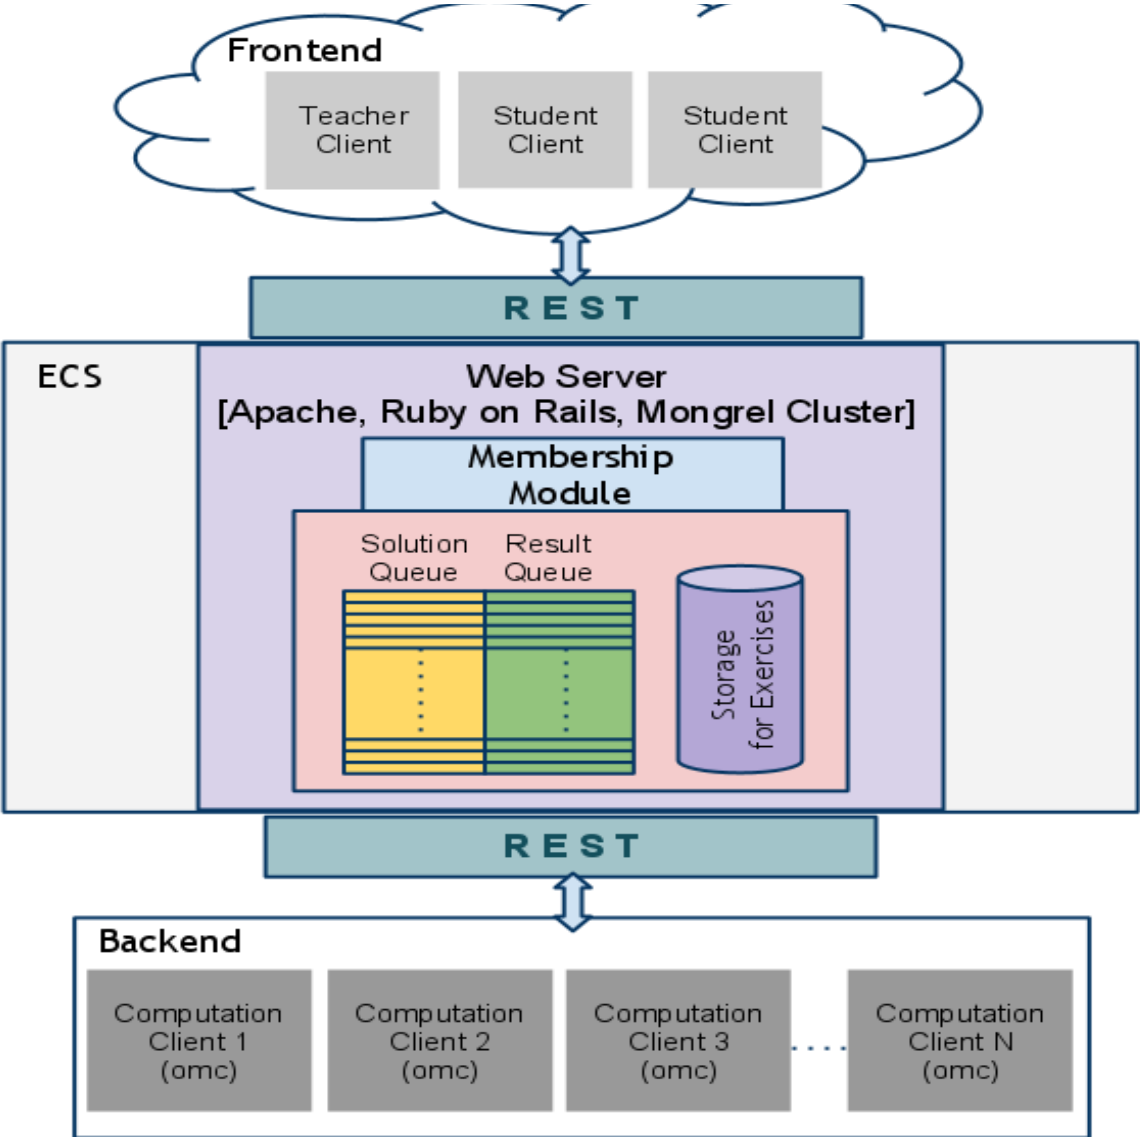 Frontend
Teacher
Client
Student
Client
Student
Client
REST
ECS
Web Server
[Apache, Ruby on Rails, Mongrel Cluster]
Membership
Module
Solution
Queue
Result
Queue
Storage
for Exercises
REST
Backend
Computation
Client 1
(omc)
Computation
Client 2
(omc)
Computation
Client 3
(omc)
Computation
Client N
(omc)